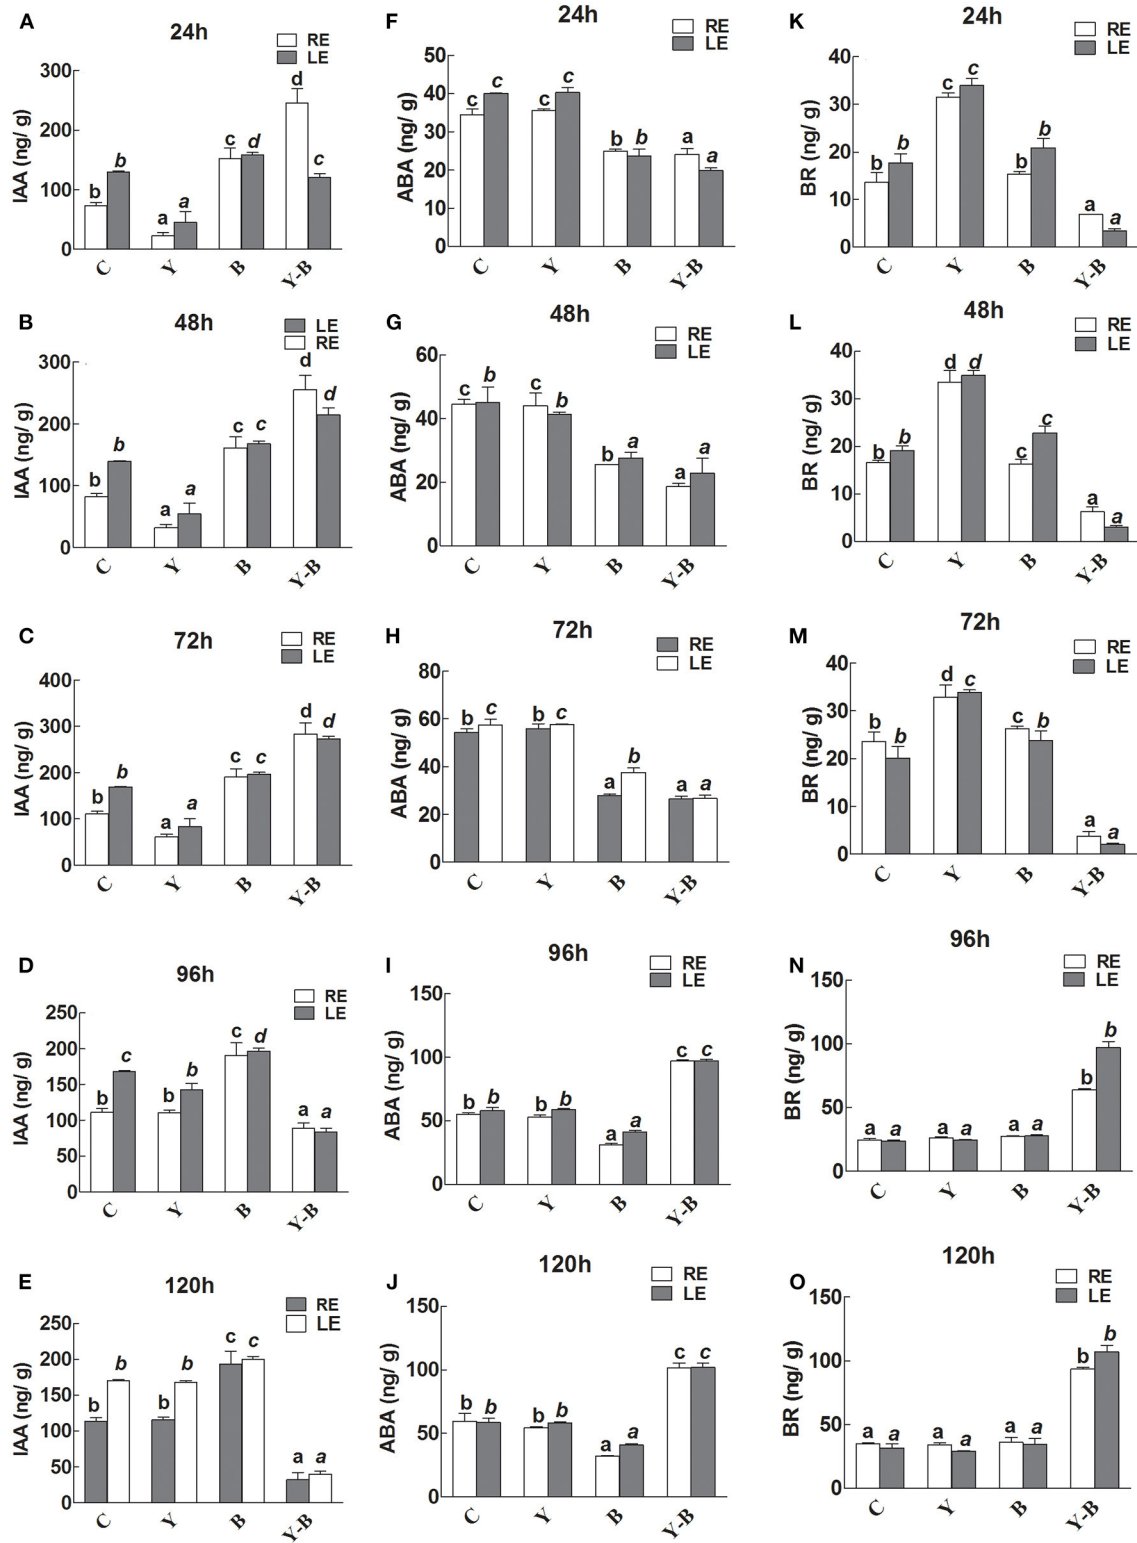 A
24h
RE
LE
IAA (ng/ g)
300
200
100
0
b
b
a
a
c
d
d
c
C
Y
B
Y-B
F
24h
RE
LE
ABA (ng/ g)
50
40
30
20
10
0
c
c
c
c
b
b
a
a
C
Y
B
Y-B
K
24h
RE
LE
BR (ng/ g)
40
30
20
10
0
b
b
c
c
b
b
a
a
C
Y
B
Y-B
B
48h
LE
RE
IAA (ng/ g)
300
200
100
0
b
b
a
a
c
c
d
d
C
Y
B
Y-B
G
48h
RE
LE
ABA (ng/ g)
60
40
20
0
c
b
c
b
b
a
a
a
C
Y
B
Y-B
L
48h
RE
LE
BR (ng/ g)
40
30
20
10
0
b
b
d
d
c
c
a
a
C
Y
B
Y-B
C
72h
RE
LE
IAA (ng/ g)
400
300
200
100
0
b
b
a
a
c
c
d
d
C
Y
B
Y-B
H
72h
RE
LE
ABA (ng/ g)
80
60
40
20
0
b
c
b
c
a
b
a
a
C
Y
B
Y-B
M
72h
RE
LE
BR (ng/ g)
40
30
20
10
0
b
b
d
c
c
b
a
a
C
Y
B
Y-B
D
96h
RE
LE
IAA (ng/ g)
250
200
150
100
50
0
b
c
b
b
c
d
a
a
C
Y
B
Y-B
I
96h
RE
LE
ABA (ng/ g)
150
100
50
0
b
b
b
b
a
a
c
c
C
Y
B
Y-B
N
96h
RE
LE
BR (ng/ g)
150
100
50
0
a
a
a
a
a
a
b
b
C
Y
B
Y-B
E
120h
RE
LE
IAA (ng/ g)
250
200
150
100
50
0
b
b
b
b
c
c
a
a
C
Y
B
Y-B
J
120h
RE
LE
ABA (ng/ g)
150
100
50
0
b
b
b
b
a
a
c
c
C
Y
B
Y-B
O
120h
RE
LE
BR (ng/ g)
150
100
50
0
a
a
a
a
a
a
b
b
C
Y
B
Y-B